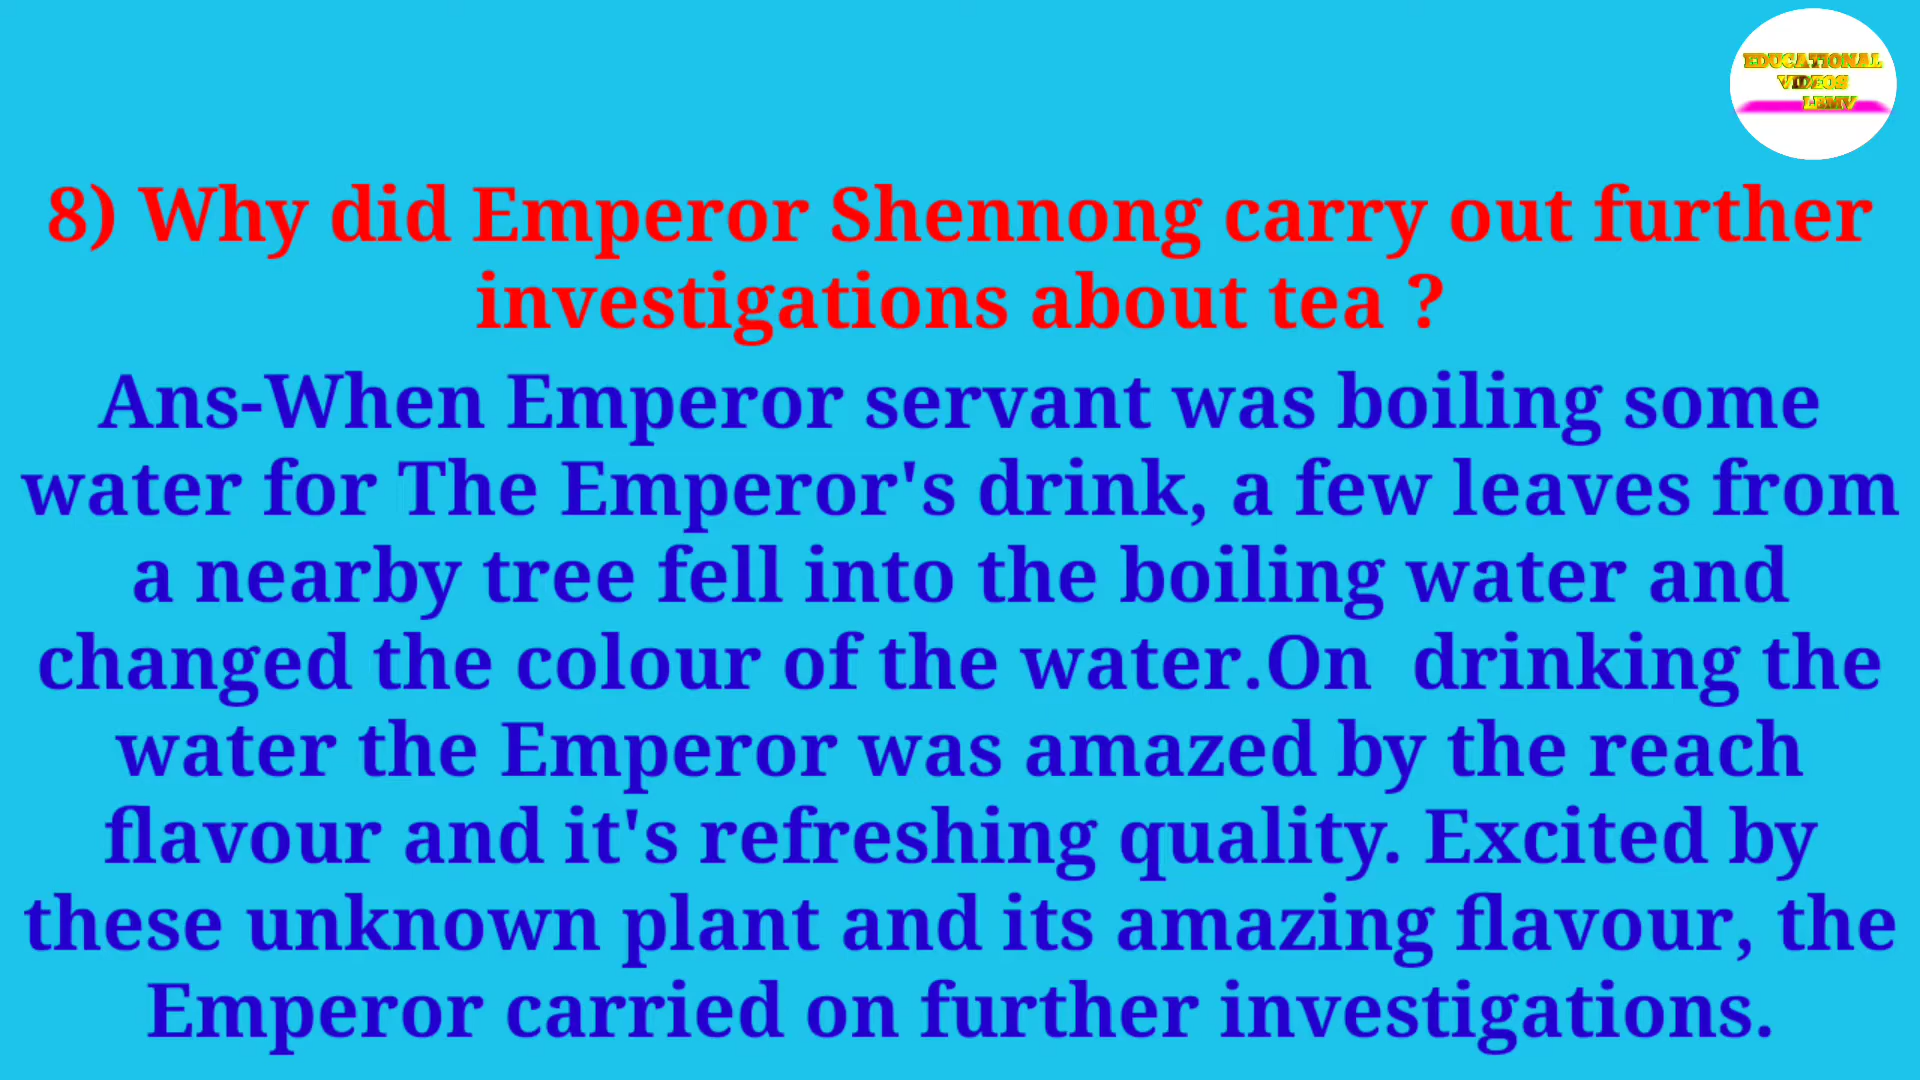 EDUCATIONAL
VIDEOS
LBMV
8) Why did Emperor Shennong carry out further
investigations about tea ?
Ans-When Emperor servant was boiling some
water for The Emperor's drink, a few leaves from
a nearby tree fell into the boiling water and
changed the colour of the water.On  drinking the
water the Emperor was amazed by the reach
flavour and it's refreshing quality. Excited by
these unknown plant and its amazing flavour, the
Emperor carried on further investigations.